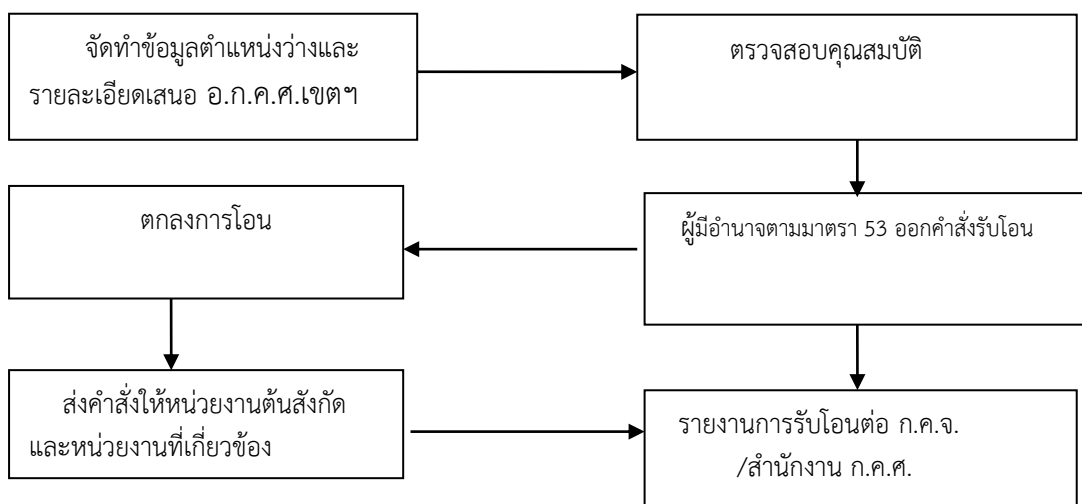 จัดทำข้อมูลตำแหน่งว่างและ
รายละเอียดเสนอ อ.ก.ค.ศ.เขตฯ
ตรวจสอบคุณสมบัติ
ผู้มีอำนาจตามมาตรา 53 ออกคำสั่งรับโอน
ตกลงการโอน
ส่งคำสั่งให้หน่วยงานต้นสังกัด
และหน่วยงานที่เกี่ยวข้อง
รายงานการรับโอนต่อ ก.ค.จ.
/สำนักงาน ก.ค.ศ.